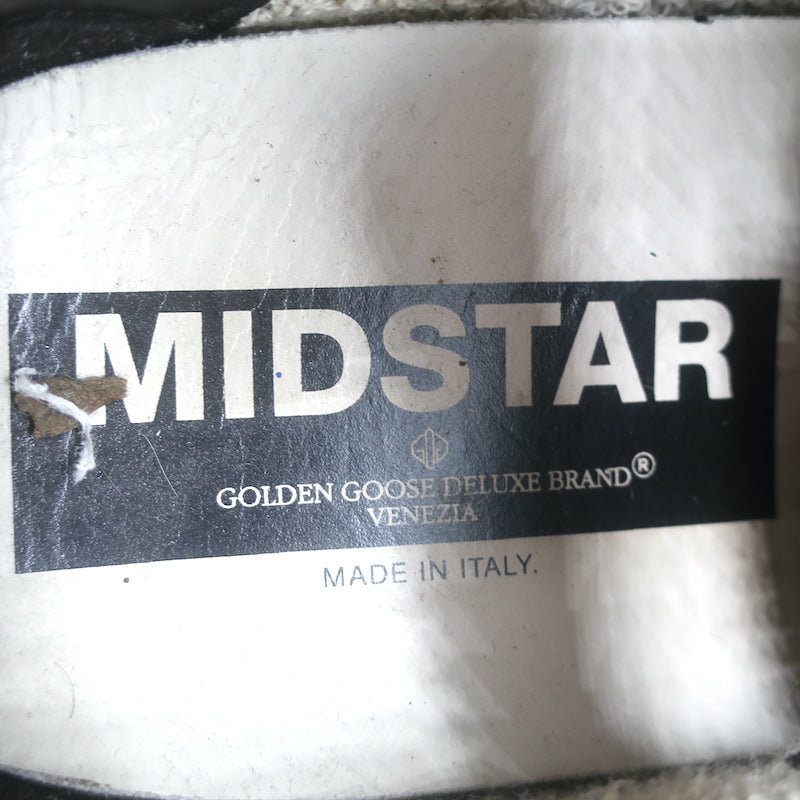 MIDSTAR
GOLDEN GOOSE DELUXE BRAND®
VENEZIA
MADE IN ITALY.